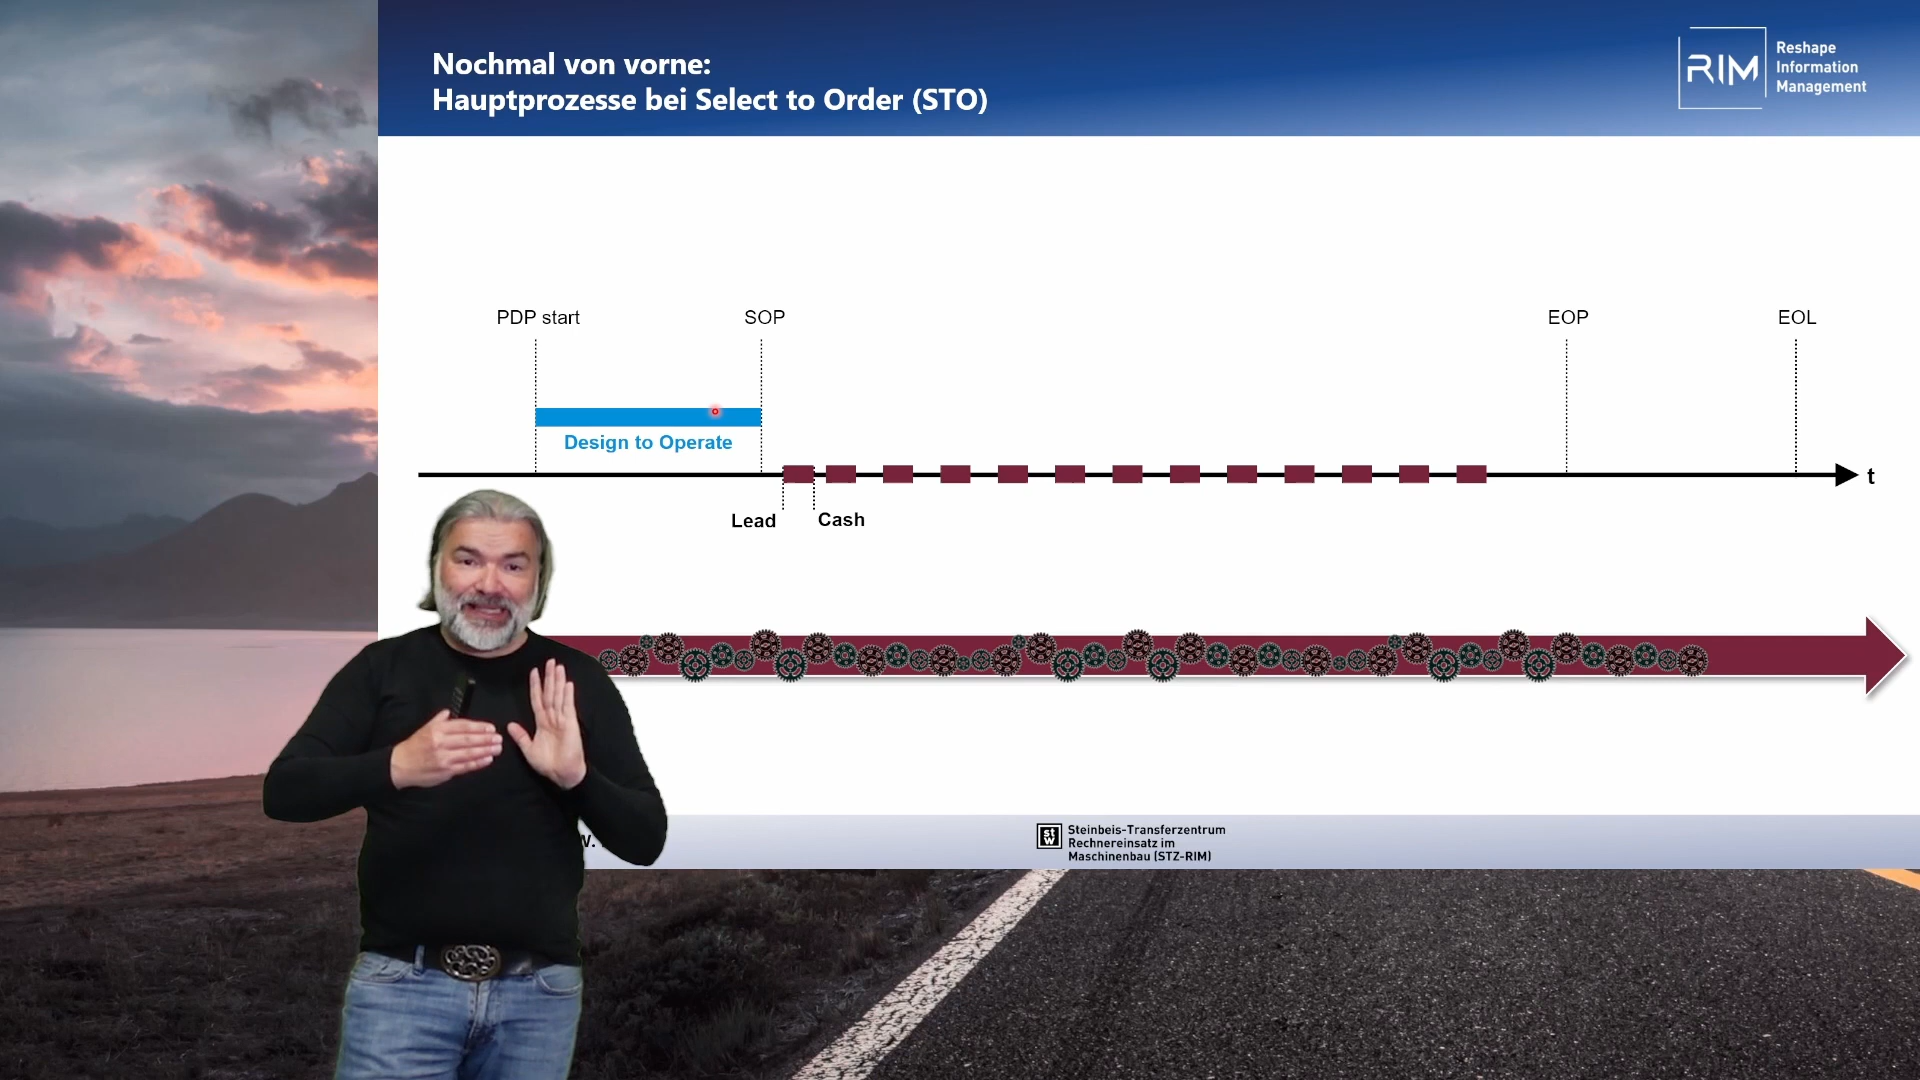 Nochmal von vorne:
Hauptprozesse bei Select to Order (STO)
RIM
Reshape
Information
Management
PDP start
SOP
EOP
EOL
Design to Operate
t
Lead
Cash
stw
Steinbeis-Transferzentrum
Rechnereinsatz im
Maschinenbau (STZ-RIM)